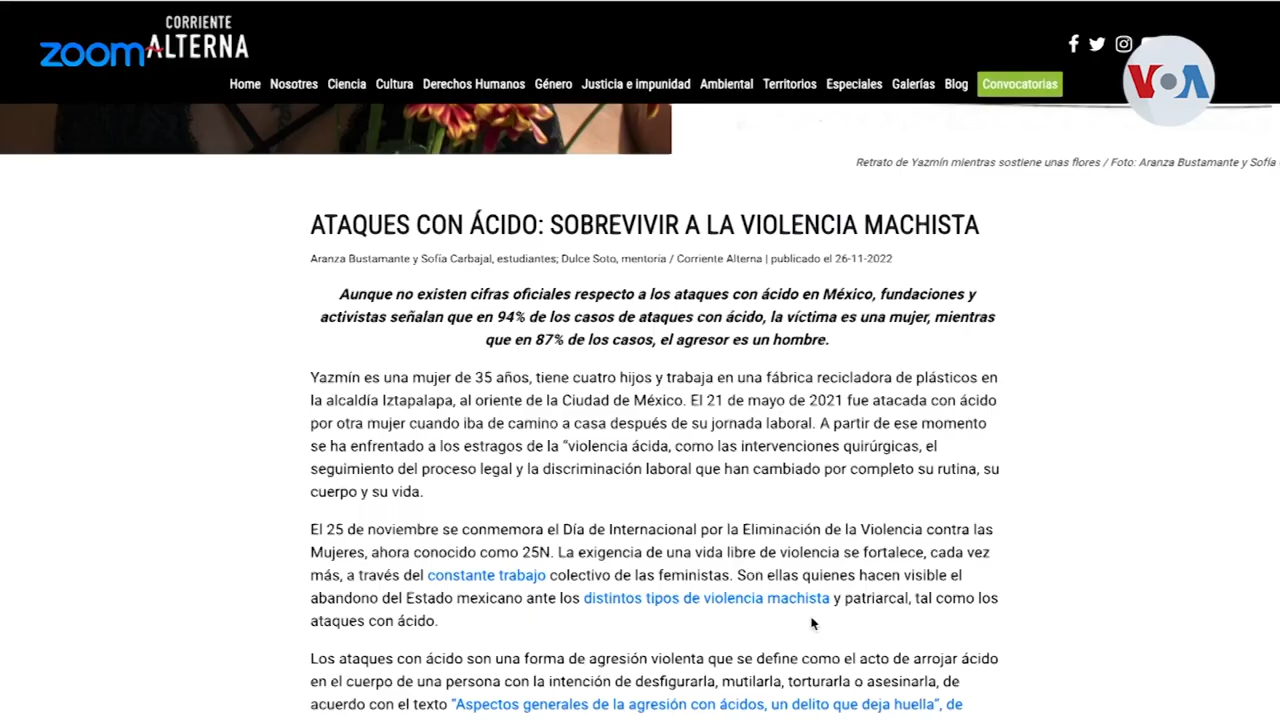 CORRIENTE
zoom ALTERNA
VOA
Home Nosotres Ciencia Cultura Derechos Humanos Género Justicia e impunidad Ambiental Territorios Especiales Galerías Blog Convocatorias
Retrato de Yazmín mientras sostiene unas flores / Foto: Aranza Bustamante y Sofía
ATAQUES CON ÁCIDO: SOBREVIVIR A LA VIOLENCIA MACHISTA
Aranza Bustamante y Sofía Carbajal, estudiantes; Dulce Soto, mentoria / Corriente Alterna | publicado el 26-11-2022
Aunque no existen cifras oficiales respecto a los ataques con ácido en México, fundaciones y
activistas señalan que en 94% de los casos de ataques con ácido, la víctima es una mujer, mientras
que en 87% de los casos, el agresor es un hombre.
Yazmín es una mujer de 35 años, tiene cuatro hijos y trabaja en una fábrica recicladora de plásticos en
la alcaldía Iztapalapa, al oriente de la Ciudad de México. El 21 de mayo de 2021 fue atacada con ácido
por otra mujer cuando iba de camino a casa después de su jornada laboral. A partir de ese momento
se ha enfrentado a los estragos de la “violencia ácida, como las intervenciones quirúrgicas, el
seguimiento del proceso legal y la discriminación laboral que han cambiado por completo su rutina, su
cuerpo y su vida.
El 25 de noviembre se conmemora el Día de Internacional por la Eliminación de la Violencia contra las
Mujeres, ahora conocido como 25N. La exigencia de una vida libre de violencia se fortalece, cada vez
más, a través del constante trabajo colectivo de las feministas. Son ellas quienes hacen visible el
abandono del Estado mexicano ante los distintos tipos de violencia machista y patriarcal, tal como los
ataques con ácido.
Los ataques con ácido son una forma de agresión violenta que se define como el acto de arrojar ácido
en el cuerpo de una persona con la intención de desfigurarla, mutilarla, torturarla o asesinarla, de
acuerdo con el texto "Aspectos generales de la agresión con ácidos, un delito que deja huella", de